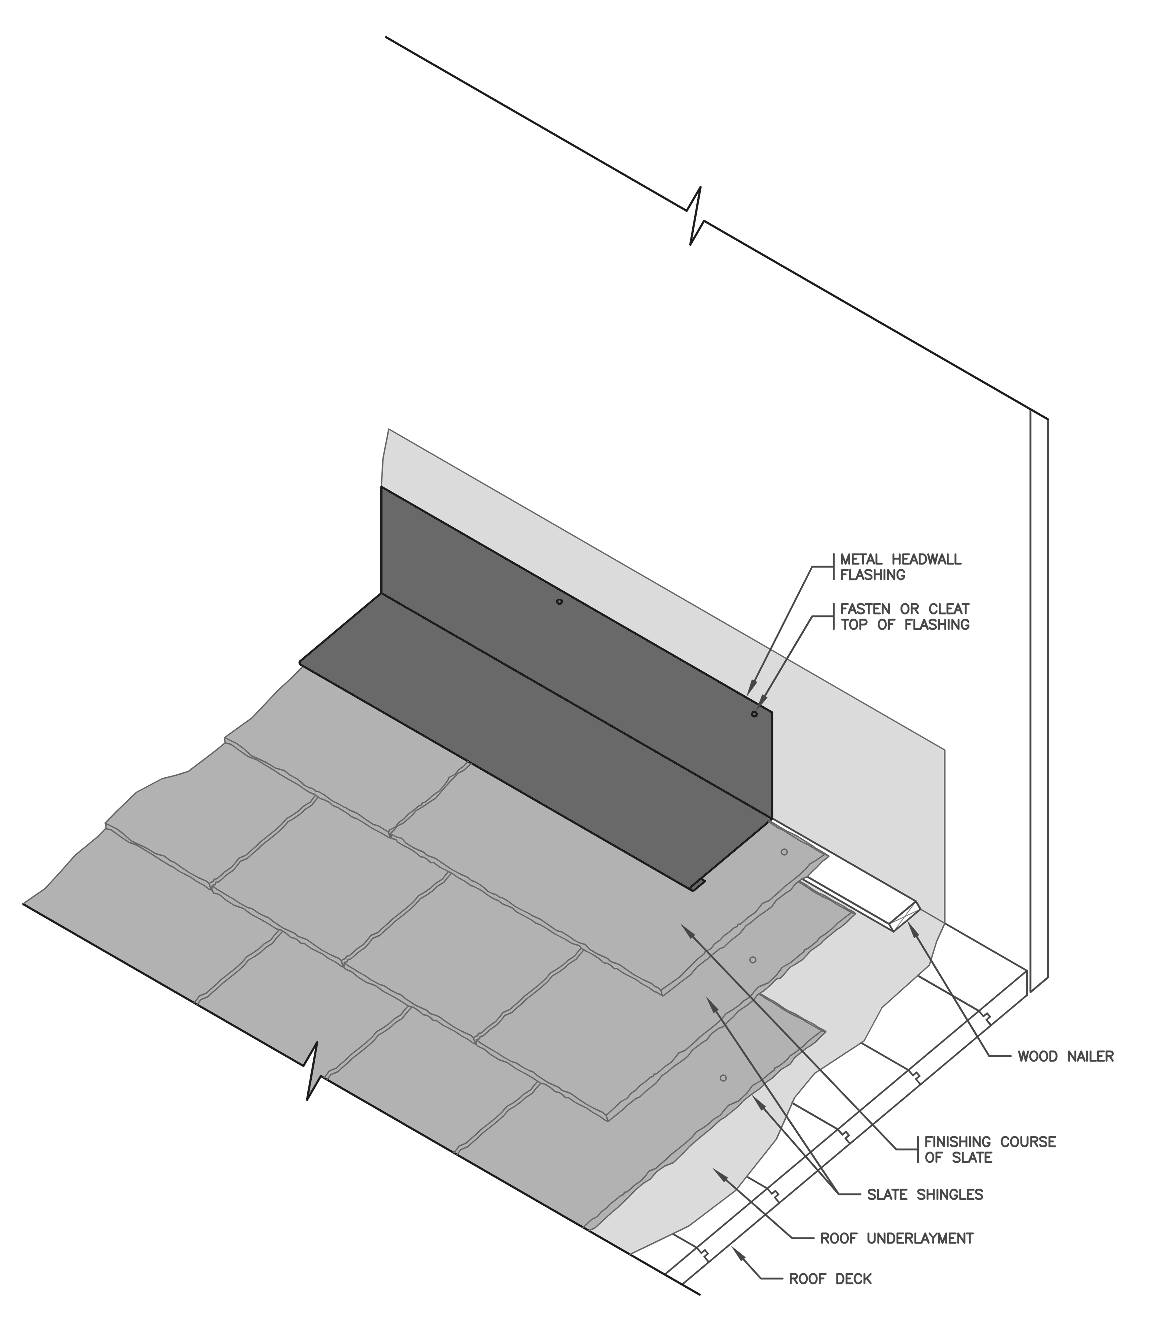 METAL HEADWALL
FLASHING
FASTEN OR CLEAT
TOP OF FLASHING
WOOD NAILER
FINISHING COURSE
OF SLATE
SLATE SHINGLES
ROOF UNDERLAYMENT
ROOF DECK